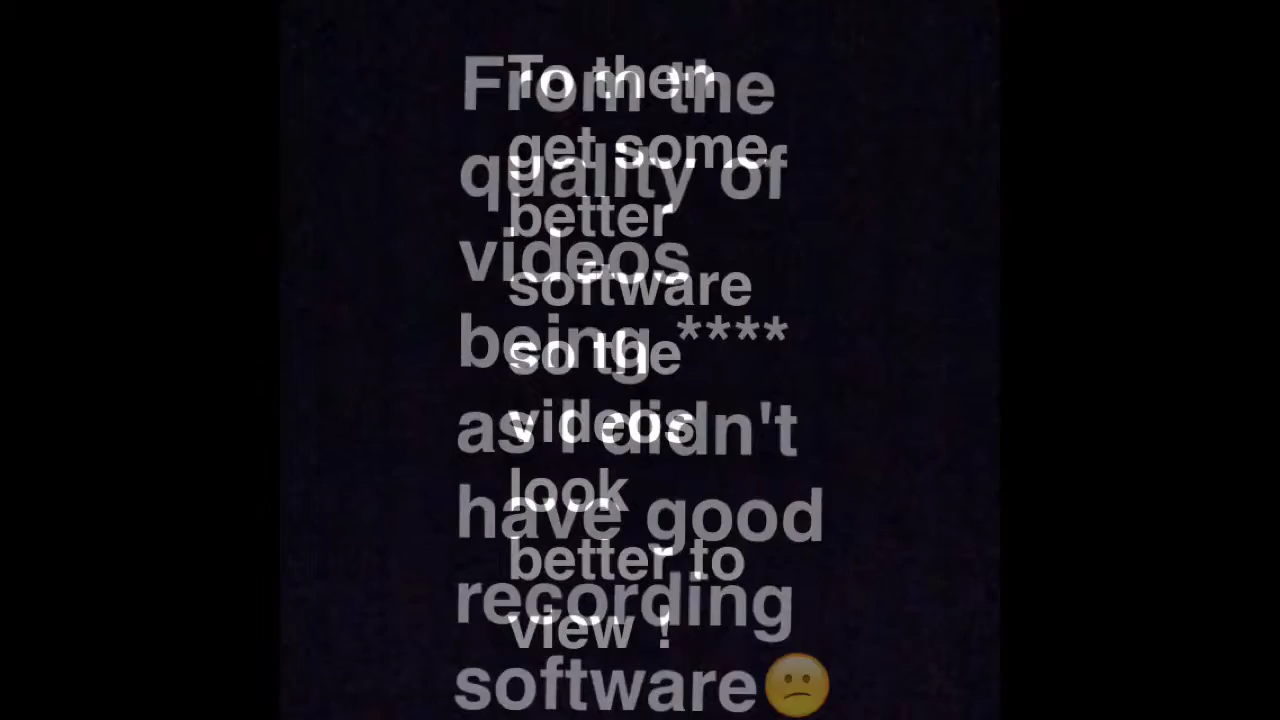 From the
quality of
videos
being ****
as I didn't
have good
recording
software😕
To then
get some
better
software
so the
videos
look
better to
view !